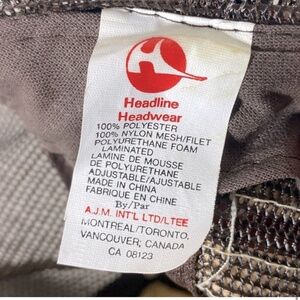 Headline
Headwear
100% POLYESTER
100% NYLON MESH/FILET
POLYURETHANE FOAM
LAMINATED
LAMINE DE MOUSSE
DE POLYURETHANE
ADJUSTABLE/AJUSTABLE
MADE IN CHINA
FABRIQUE EN CHINE
By/Par
A.J.M. INT'L LTD/LTEE
MONTREAL/TORONTO,
VANCOUVER, CANADA
CA 08123